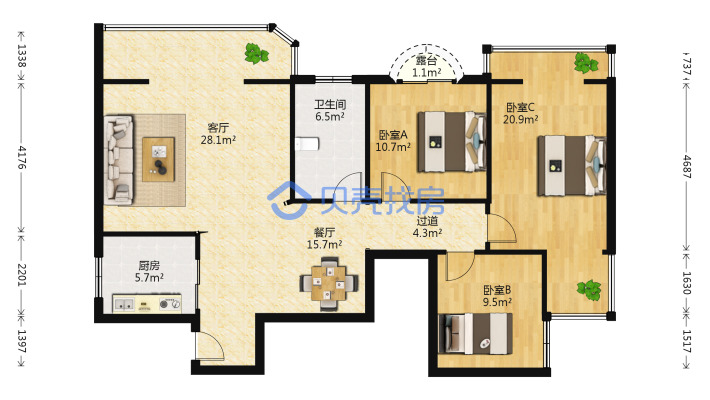 露台
1.1m²
卫生间
6.5m²
卧室C
20.9m²
客厅
28.1m²
卧室A
10.7m²
贝壳找房
过道
4.3m²
餐厅
15.7m²
厨房
5.7m²
卧室B
9.5m²
1338
4176
2201
1397
737
4687
1630
1517